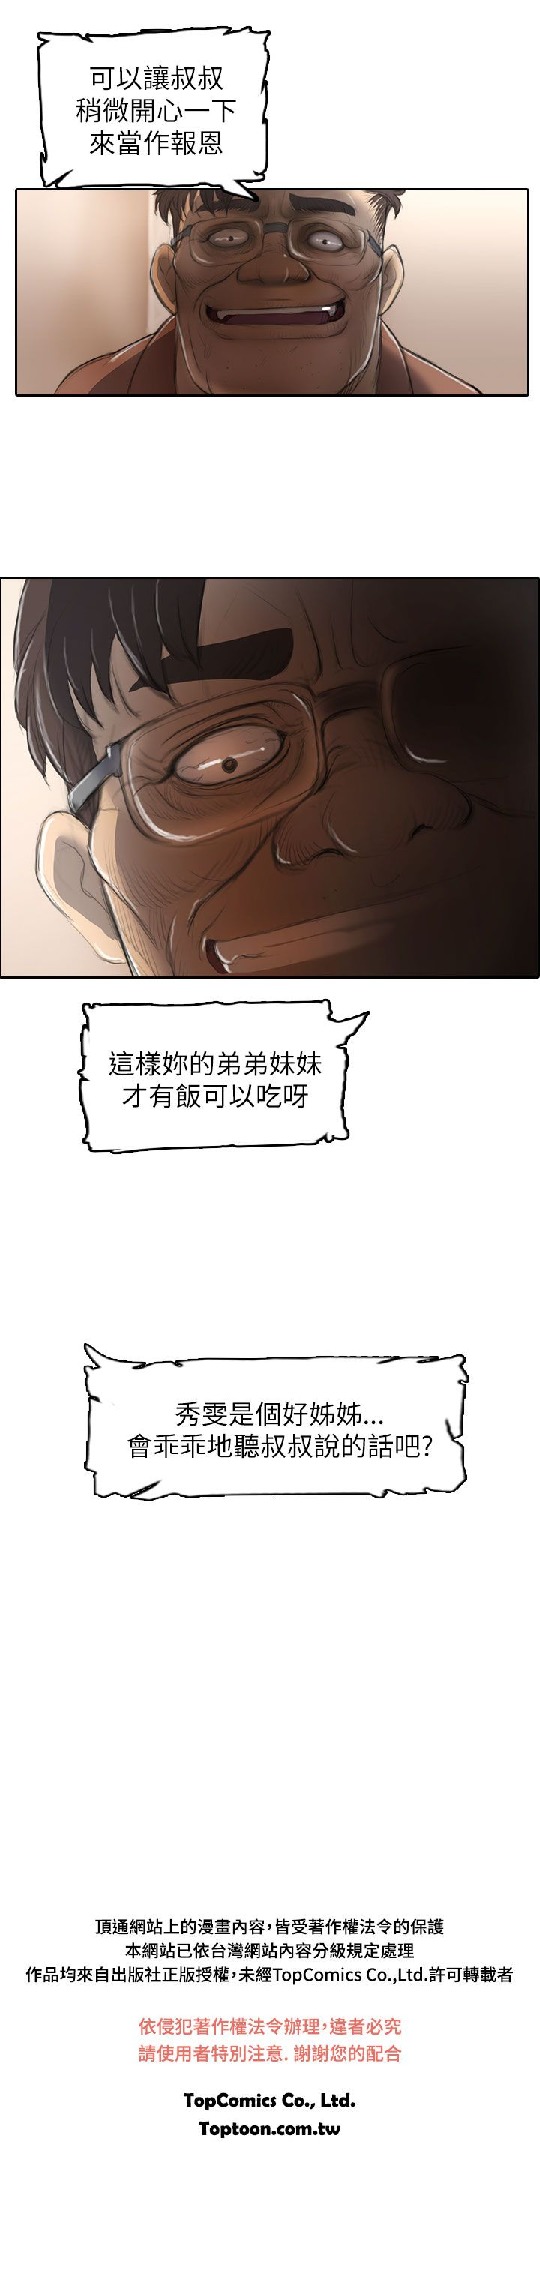 可以讓叔叔
稍微開心一下
來當作報恩
這樣妳的弟弟妹妹
才有飯可以吃呀
秀雯是個好姊姊...
會乖乖地聽叔叔說的話吧?
頂通網站上的漫畫內容,皆受著作權法令的保護
本網站已依台灣網站內容分級規定處理
作品均來自出版社正版授權,未經TopComics Co.,Ltd.許可轉載者
依侵犯著作權法令辦理,違者必究
請使用者特別注意. 謝謝您的配合
TopComics Co., Ltd.
Toptoon.com.tw